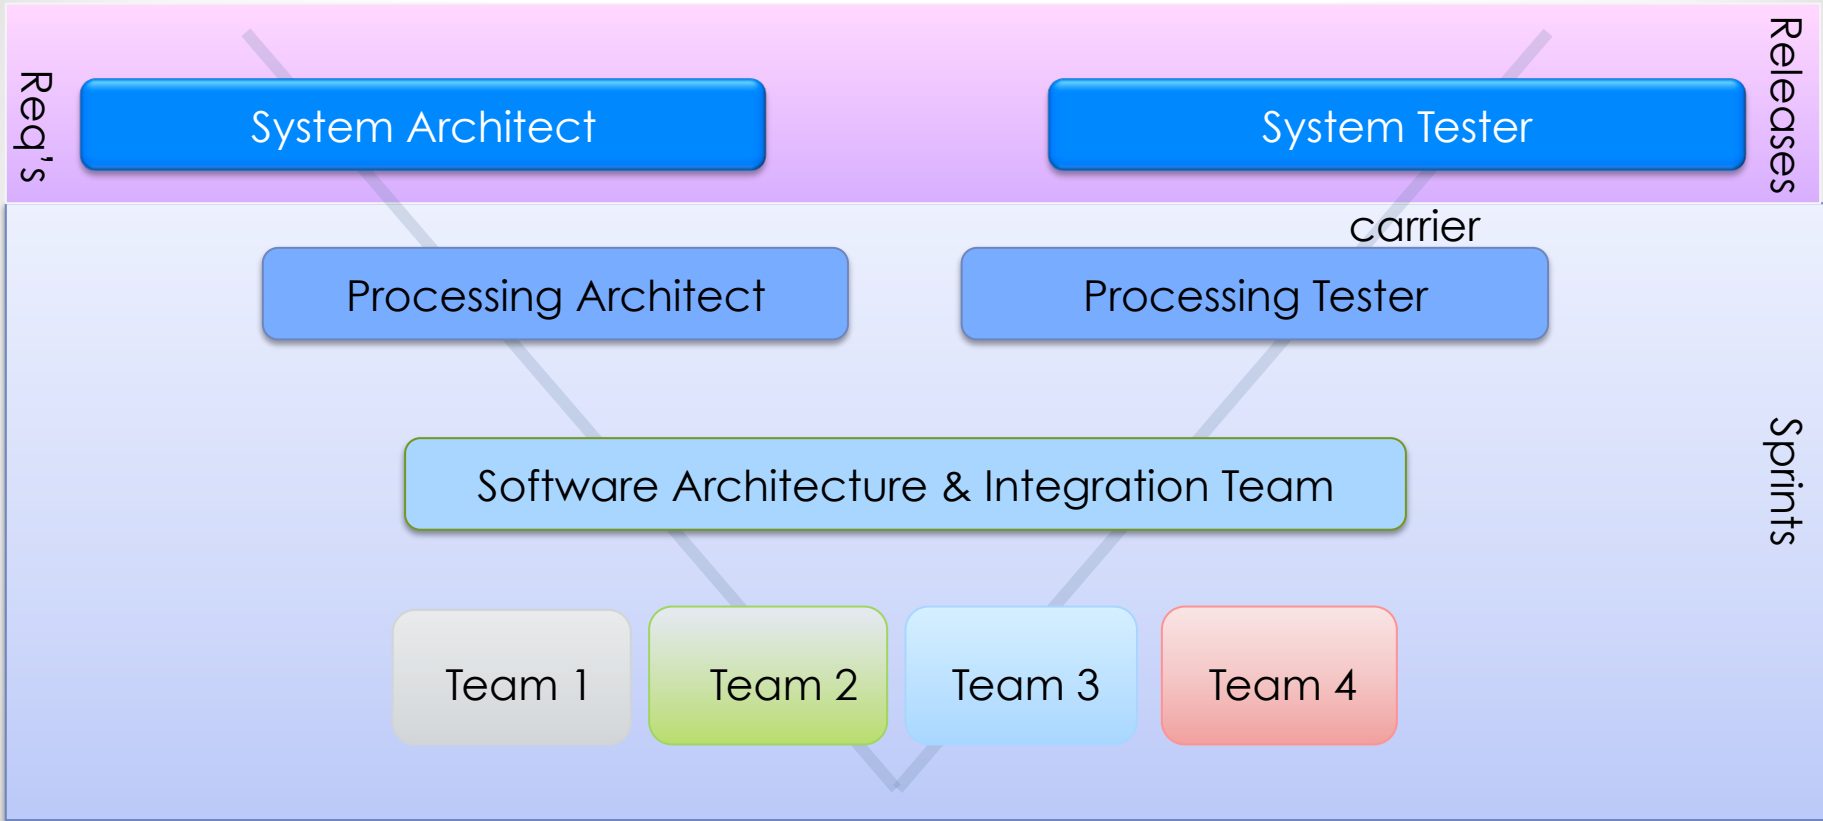 Req's
System Architect
System Tester
Releases
carrier
Processing Architect
Processing Tester
Software Architecture & Integration Team
Sprints
Team 1
Team 2
Team 3
Team 4